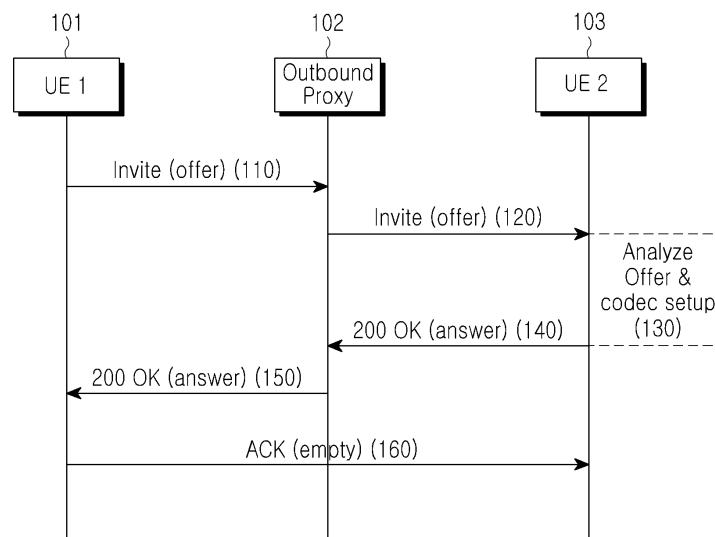 101
102
103
UE 1
Outbound
Proxy
UE 2
Invite (offer) (110)
Invite (offer) (120)
Analyze
Offer &
codec setup
(130)
200 OK (answer) (140)
200 OK (answer) (150)
ACK (empty) (160)